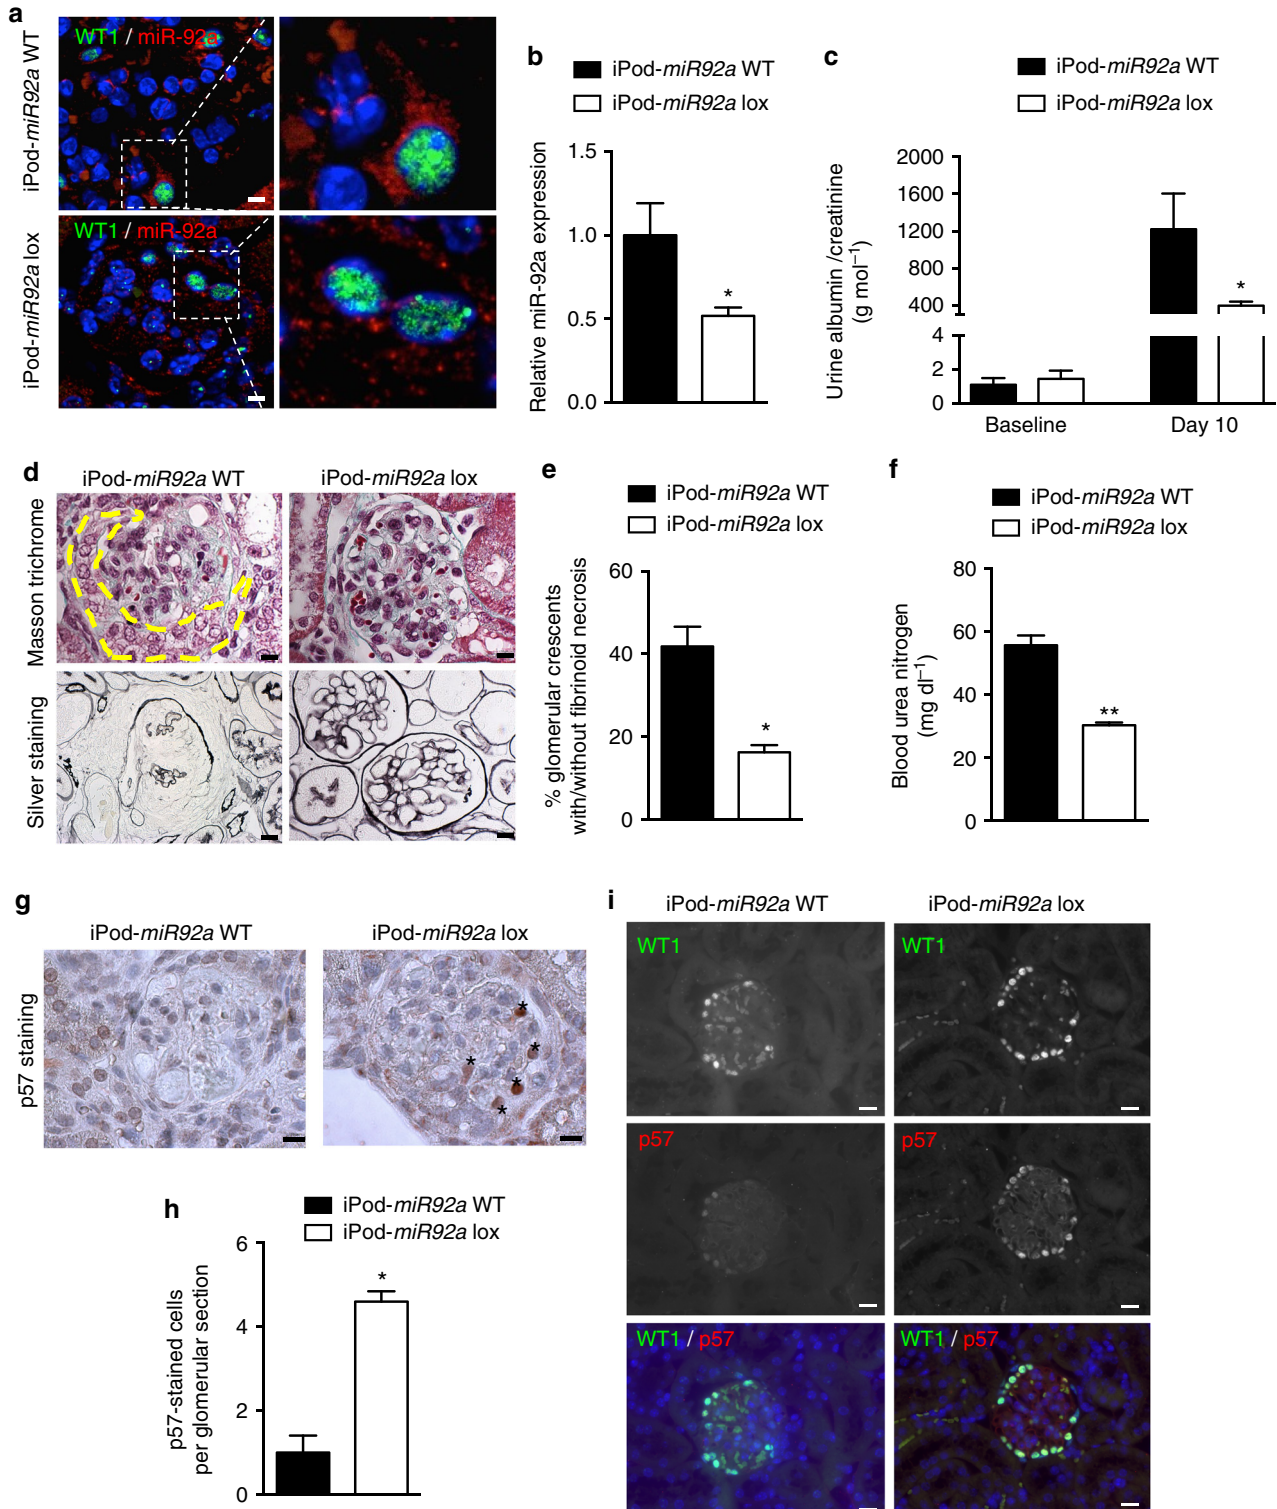 a
iPod-miR92a WT
WT1 / miR-92a
iPod-miR92a lox
WT1 / miR-92a
b
iPod-miR92a WT
iPod-miR92a lox
Relative miR-92a expression
1.5
1.0
0.5
0.0
*
c
iPod-miR92a WT
iPod-miR92a lox
Urine albumin /creatinine
(g mol⁻¹)
2000
1600
1200
800
400
4
2
0
*
Baseline
Day 10
d
iPod-miR92a WT
iPod-miR92a lox
Masson trichrome
Silver staining
e
iPod-miR92a WT
iPod-miR92a lox
% glomerular crescents
with/without fibrinoid necrosis
60
40
20
0
*
f
iPod-miR92a WT
iPod-miR92a lox
Blood urea nitrogen
(mg dl⁻¹)
80
60
40
20
0
**
g
iPod-miR92a WT
iPod-miR92a lox
p57 staining
*
*
*
*
*
h
iPod-miR92a WT
iPod-miR92a lox
p57-stained cells
per glomerular section
6
4
2
0
*
i
iPod-miR92a WT
iPod-miR92a lox
WT1
WT1
p57
p57
WT1 / p57
WT1 / p57